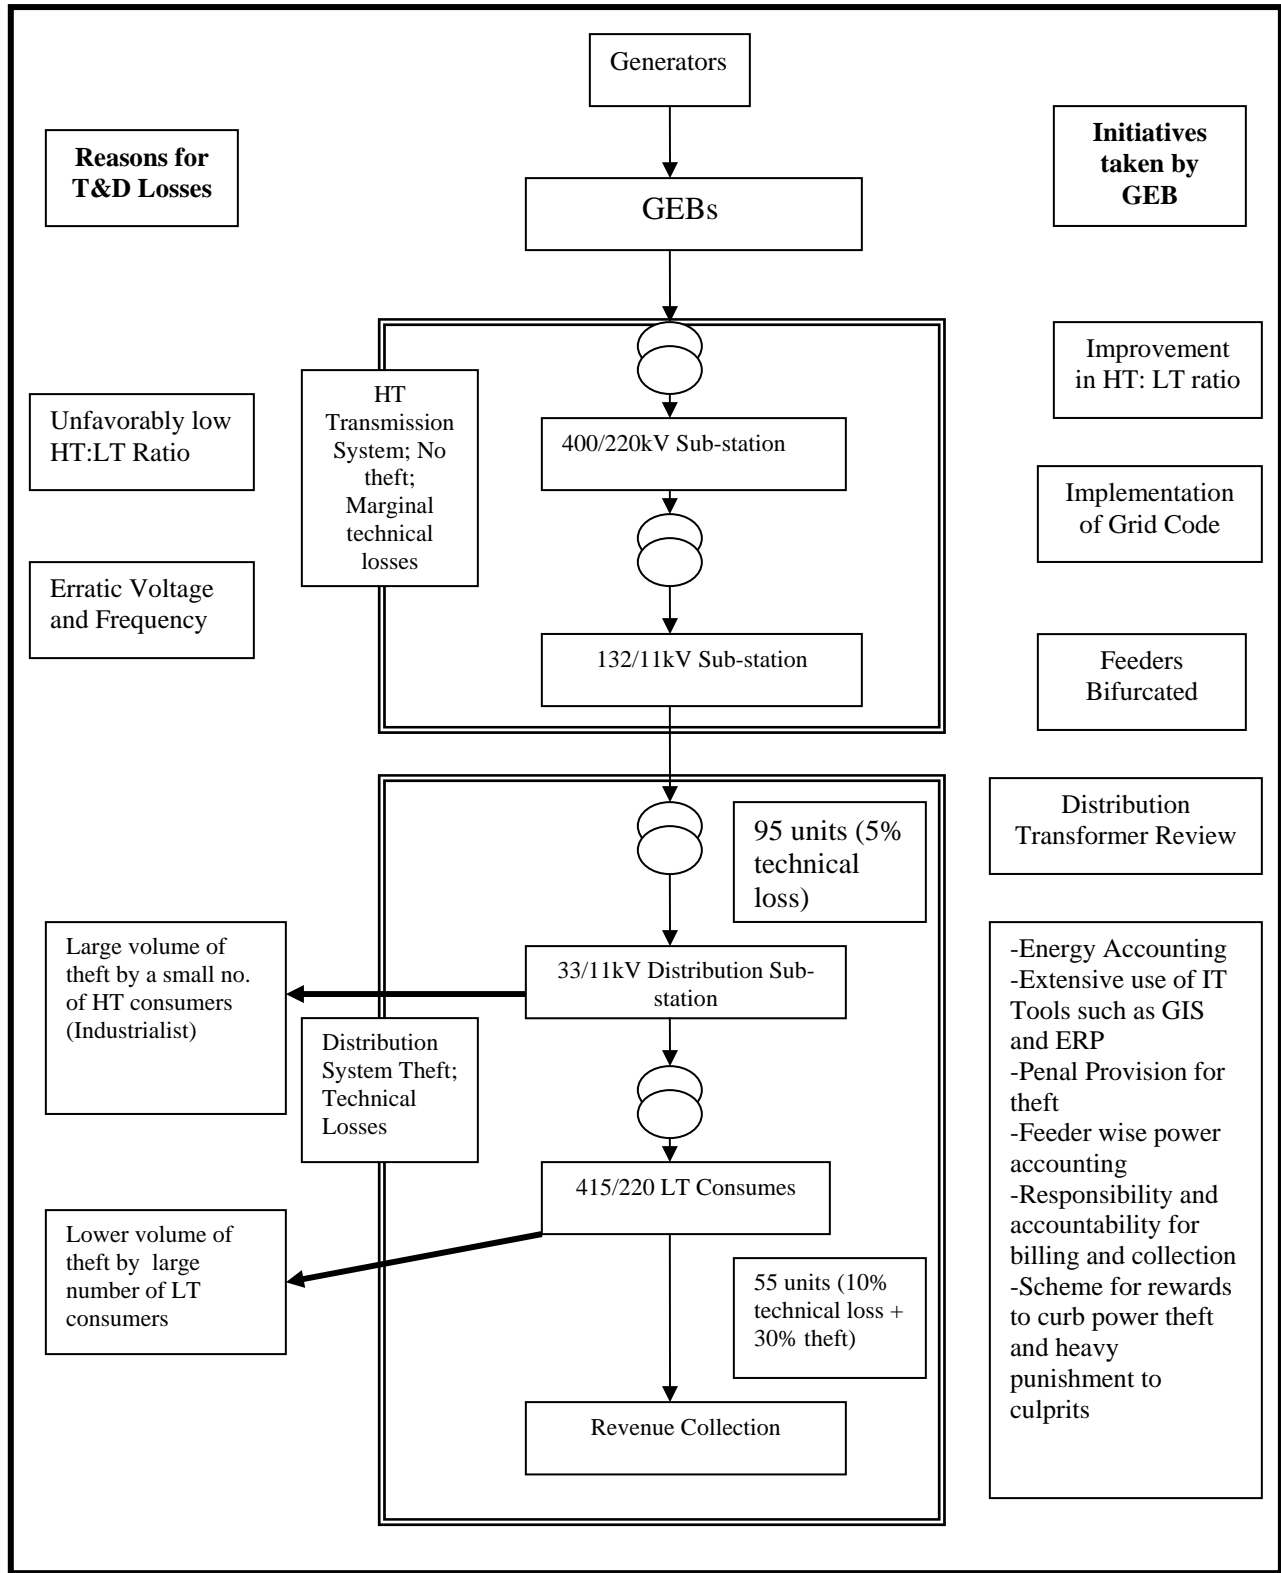 Generators
Reasons for
T&D Losses
Initiatives
taken by
GEB
GEBs
Improvement
in HT: LT ratio
HT
Transmission
System; No
theft;
Marginal
technical
losses
Unfavorably low
HT:LT Ratio
400/220kV Sub-station
Implementation
of Grid Code
Erratic Voltage
and Frequency
132/11kV Sub-station
Feeders
Bifurcated
95 units (5%
technical
loss)
Distribution
Transformer Review
Large volume of
theft by a small no.
of HT consumers
(Industrialist)
33/11kV Distribution Sub-
station
-Energy Accounting
-Extensive use of IT
Tools such as GIS
and ERP
-Penal Provision for
theft
-Feeder wise power
accounting
-Responsibility and
accountability for
billing and collection
-Scheme for rewards
to curb power theft
and heavy
punishment to
culprits
Distribution
System Theft;
Technical
Losses
415/220 LT Consumes
Lower volume of
theft by  large
number of LT
consumers
55 units (10%
technical loss +
30% theft)
Revenue Collection